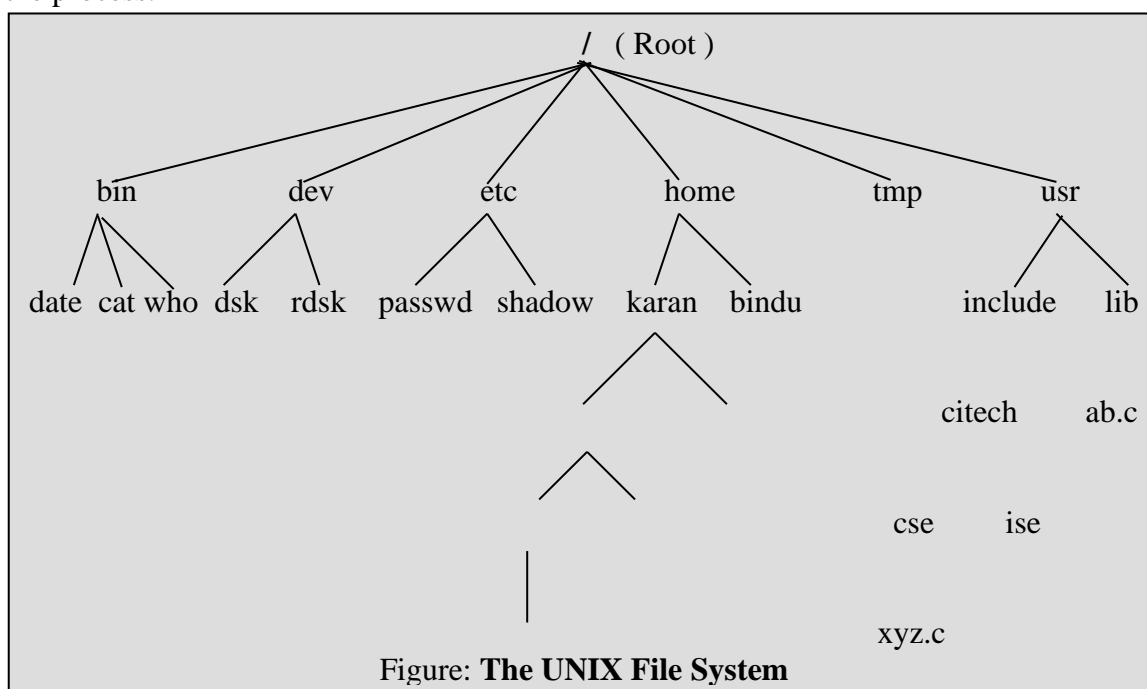 / ( Root )
bin dev etc home tmp usr
date cat who dsk rdsk passwd shadow karan bindu include lib
citech ab.c
cse ise
xyz.c
Figure: The UNIX File System